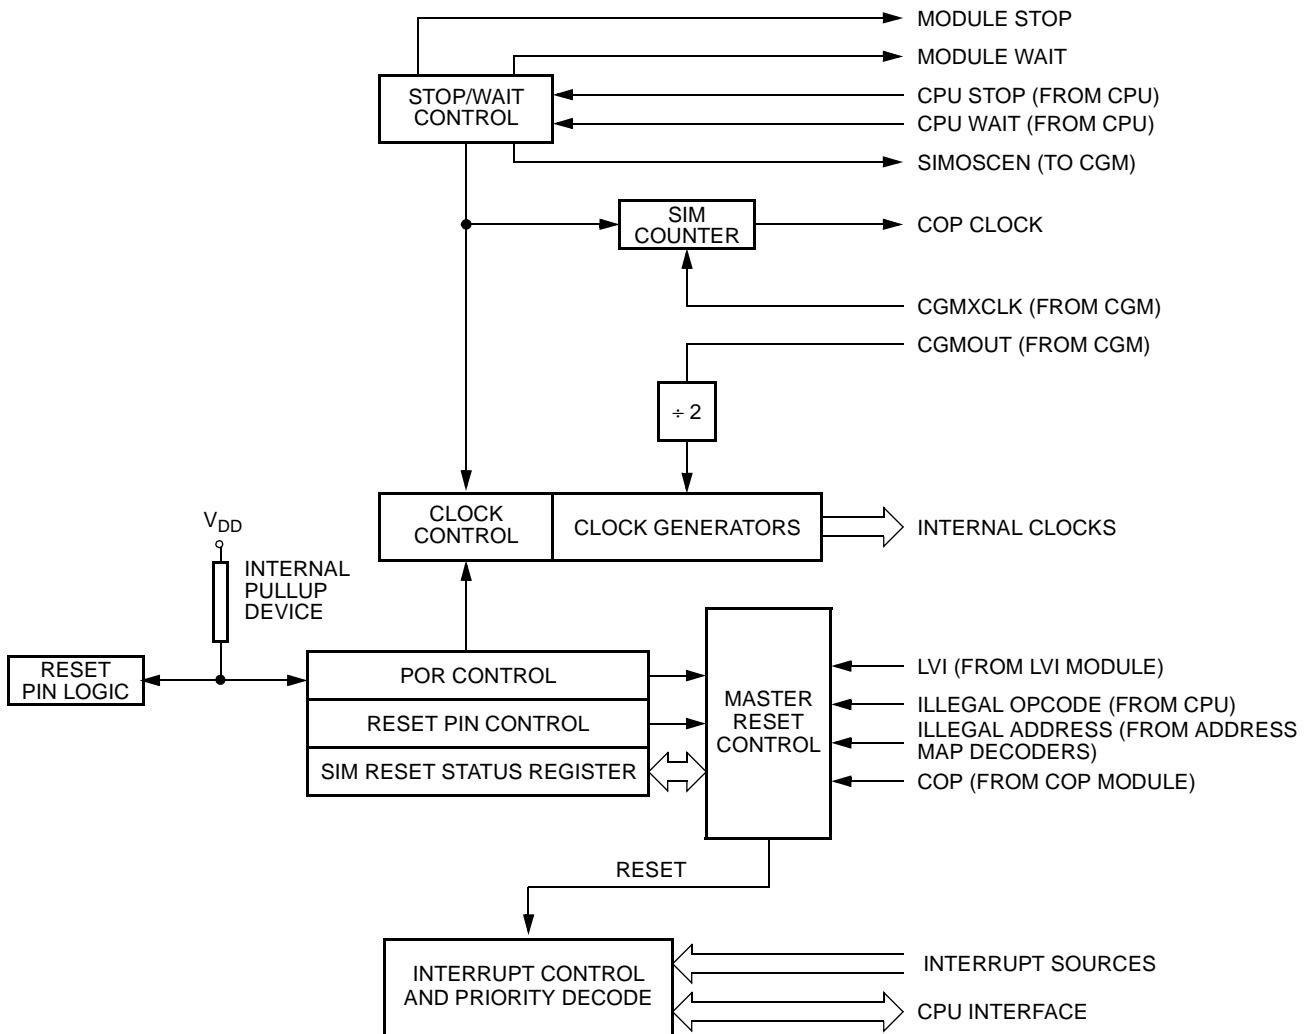 MODULE STOP
MODULE WAIT
STOP/WAIT
CONTROL
CPU STOP (FROM CPU)
CPU WAIT (FROM CPU)
SIMOSCEN (TO CGM)
SIM
COUNTER
COP CLOCK
CGMXCLK (FROM CGM)
CGMOUT (FROM CGM)
÷ 2
CLOCK
CONTROL
CLOCK GENERATORS
INTERNAL CLOCKS
VDD
INTERNAL
PULLUP
DEVICE
RESET
PIN LOGIC
POR CONTROL
RESET PIN CONTROL
SIM RESET STATUS REGISTER
MASTER
RESET
CONTROL
LVI (FROM LVI MODULE)
ILLEGAL OPCODE (FROM CPU)
ILLEGAL ADDRESS (FROM ADDRESS
MAP DECODERS)
COP (FROM COP MODULE)
RESET
INTERRUPT CONTROL
AND PRIORITY DECODE
INTERRUPT SOURCES
CPU INTERFACE